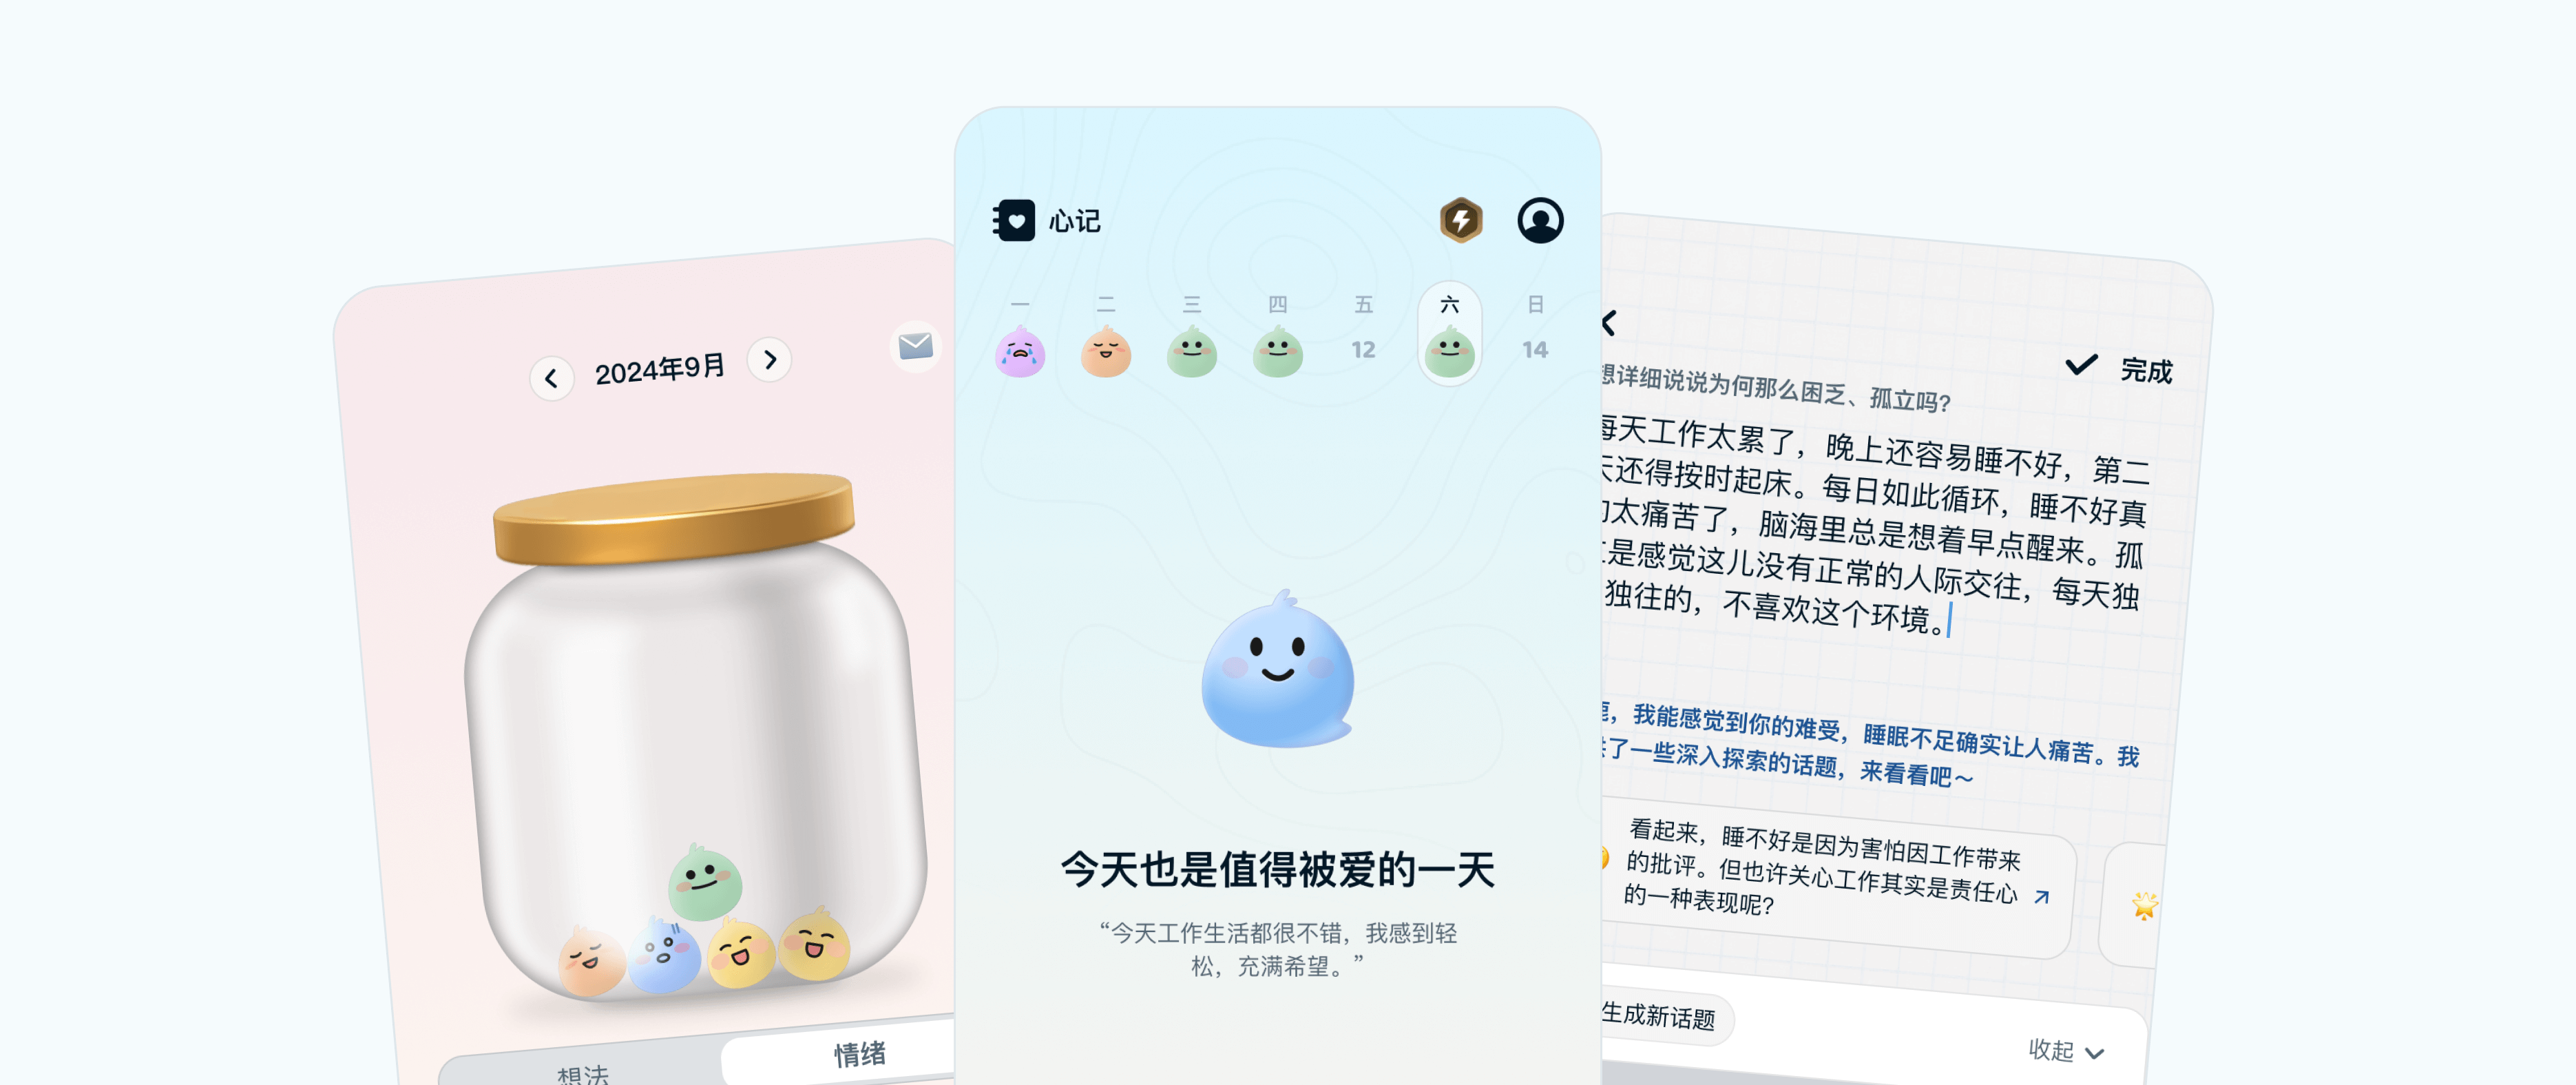 2024年9月
想法
情绪
心记
一 二 三 四 五 六 日
12 14
今天也是值得被爱的一天
“今天工作生活都很不错，我感到轻
松，充满希望。”
完成
想详细说说为何那么困乏、孤立吗?
每天工作太累了，晚上还容易睡不好，第二
天还得按时起床。每日如此循环，睡不好真
的太痛苦了，脑海里总是想着早点醒来。孤
是感觉这儿没有正常的人际交往，每天独
独往的，不喜欢这个环境。
，我能感觉到你的难受，睡眠不足确实让人痛苦。我
了一些深入探索的话题，来看看吧～
看起来，睡不好是因为害怕因工作带来
的批评。但也许关心工作其实是责任心
的一种表现呢?
生成新话题
收起